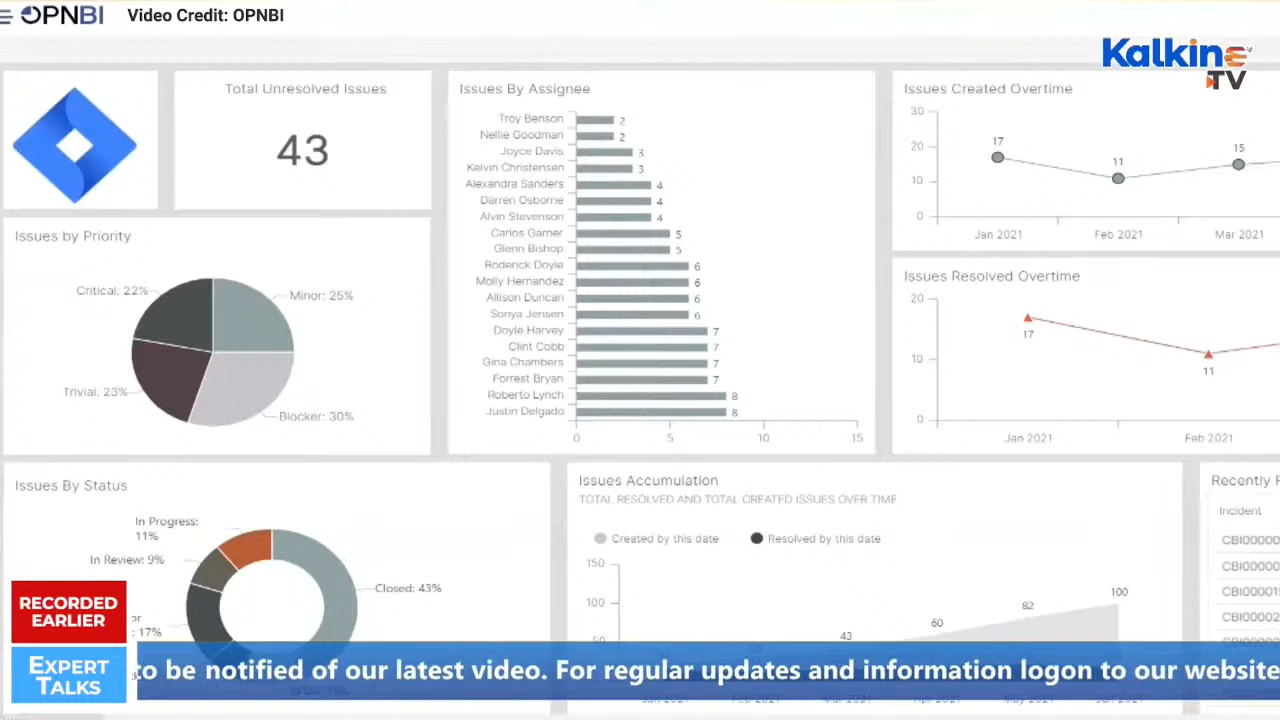 OPNBI
Video Credit: OPNBI
Kalkine
TV
Total Unresolved Issues
43
Issues by Priority
Critical: 22%
Minor: 25%
Trivial: 23%
Blocker: 30%
Issues By Assignee
Troy Benson 2
Nellie Goodman 2
Joyce Davis 3
Kelvin Christensen 3
Alexandra Sanders 4
Darren Osborne 4
Alvin Stevenson 4
Carlos Garner 5
Glenn Bishop 5
Roderick Doyle 6
Molly Hernandez 6
Allison Duncan 6
Sonya Jensen 6
Doyle Harvey 7
Clint Cobb 7
Gina Chambers 7
Forrest Bryan 7
Roberto Lynch 8
Justin Delgado 8
0 5 10 15
Issues Created Overtime
30
20
10
0
17
11
15
Jan 2021 Feb 2021 Mar 2021
Issues Resolved Overtime
20
10
0
17
11
Jan 2021 Feb 2021
Issues By Status
In Progress:
11%
In Review: 9%
Closed: 43%
or
: 17%
Issues Accumulation
TOTAL RESOLVED AND TOTAL CREATED ISSUES OVER TIME
Created by this date Resolved by this date
150
100
50
43
60
82
100
Recently F
Incident
CBI00000
CBI00000
CBI00001
CBI00002
RECORDED
EARLIER
EXPERT
TALKS
to be notified of our latest video. For regular updates and information logon to our website